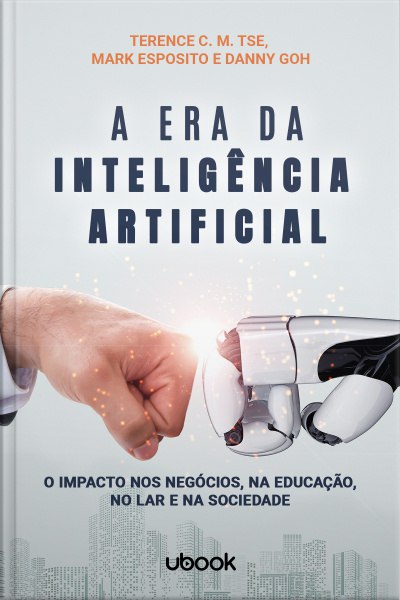 TERENCE C. M. TSE,
MARK ESPOSITO E DANNY GOH
A ERA DA
INTELIGÊNCIA
ARTIFICIAL
O IMPACTO NOS NEGÓCIOS, NA EDUCAÇÃO,
NO LAR E NA SOCIEDADE
ubook